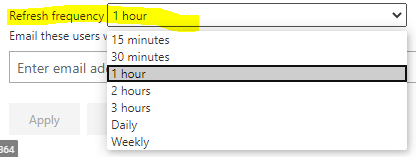 Refresh frequency 1 hour
Email these users w
15 minutes
30 minutes
Enter email add
1 hour
2 hours
3 hours
Apply
Daily
Weekly
364